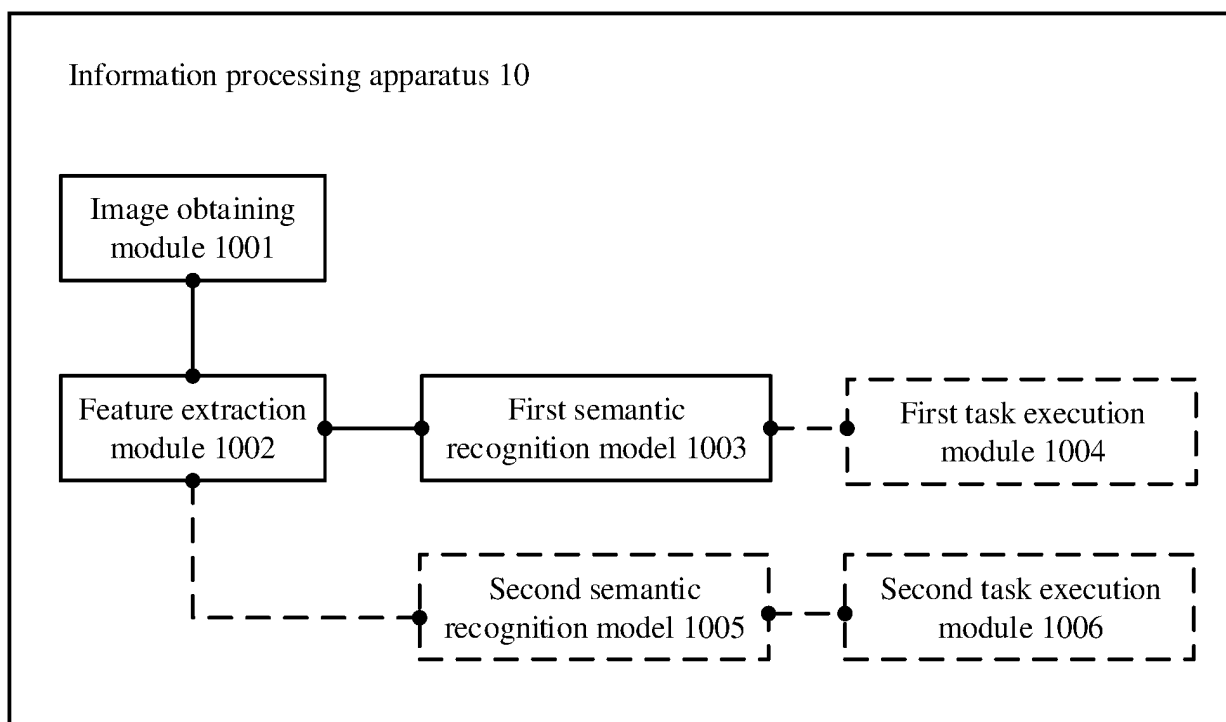 Information processing apparatus 10
Image obtaining
module 1001
Feature extraction
module 1002
First semantic
recognition model 1003
First task execution
module 1004
Second semantic
recognition model 1005
Second task execution
module 1006